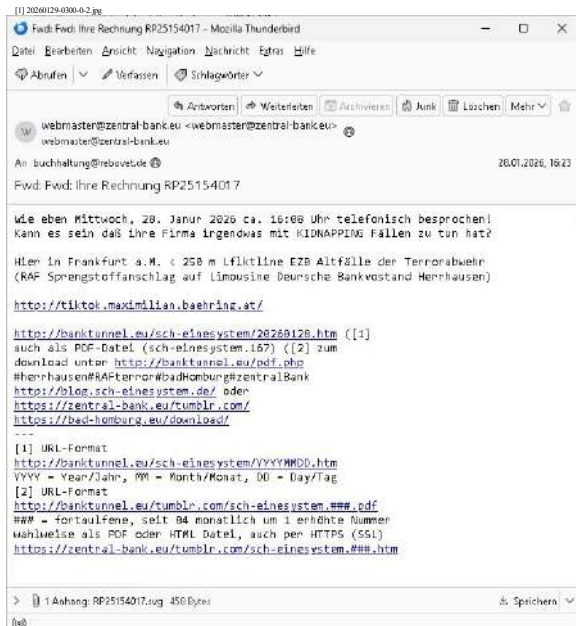 [1] 20260129-0300-0-2.jpg
Fwd: Fwd: Ihre Rechnung RP25154017 - Mozilla Thunderbird
Datei Bearbeiten Ansicht Navigation Nachricht Extras Hilfe
Abrufen Verfassen Schlagwörter
Antworten Weiterleiten Archivieren Junk Löschen Mehr
W webmaster@zentral-bank.eu <webmaster@zentral-bank.eu>
webmaster@zentral-bank.eu
An buchhaltung@rebovet.de 28.01.2026, 16:23
Fwd: Fwd: Ihre Rechnung RP25154017
Wie eben Mittwoch, 28. Janur 2026 ca. 16:08 Uhr telefonisch besprochen!
Kann es sein daß ihre Firma irgendwas mit KIDNAPPING Fällen zu tun hat?
Hier in Frankfurt a.M. < 250 m Lflktline EZB Altfälle der Terrorabwehr
(RAF Sprengstoffanschlag auf Limousine Deursche Bankvostand Herrhausen)
http://tiktok.maximilian.baehring.at/
http://banktunnel.eu/sch-einesystem/20260128.htm ([1]
auch als PDF-Datei (sch-einesystem.167) ([2] zum
download unter http://banktunnel.eu/pdf.php
#herrhausen#RAFterror#badHomburg#zentralBank
http://blog.sch-einesystem.de/ oder
https://zentral-bank.eu/tumblr.com/
https://bad-homburg.eu/download/
---
[1] URL-Format
http://banktunnel.eu/sch-einesystem/YYYYMMDD.htm
YYYY = Year/Jahr, MM = Month/Monat, DD = Day/Tag
[2] URL-Format
http://banktunnel.eu/tumblr.com/sch-einesystem.###.pdf
### = fortaulfene, seit 04 monatlich um 1 erhöhte Nummer
wahlweise als PDF oder HTML Datei, auch per HTTPS (SSL)
https://zentral-bank.eu/tumblr.com/sch-einesystem.###.htm
1 Anhang: RP25154017.svg 450 Bytes Speichern